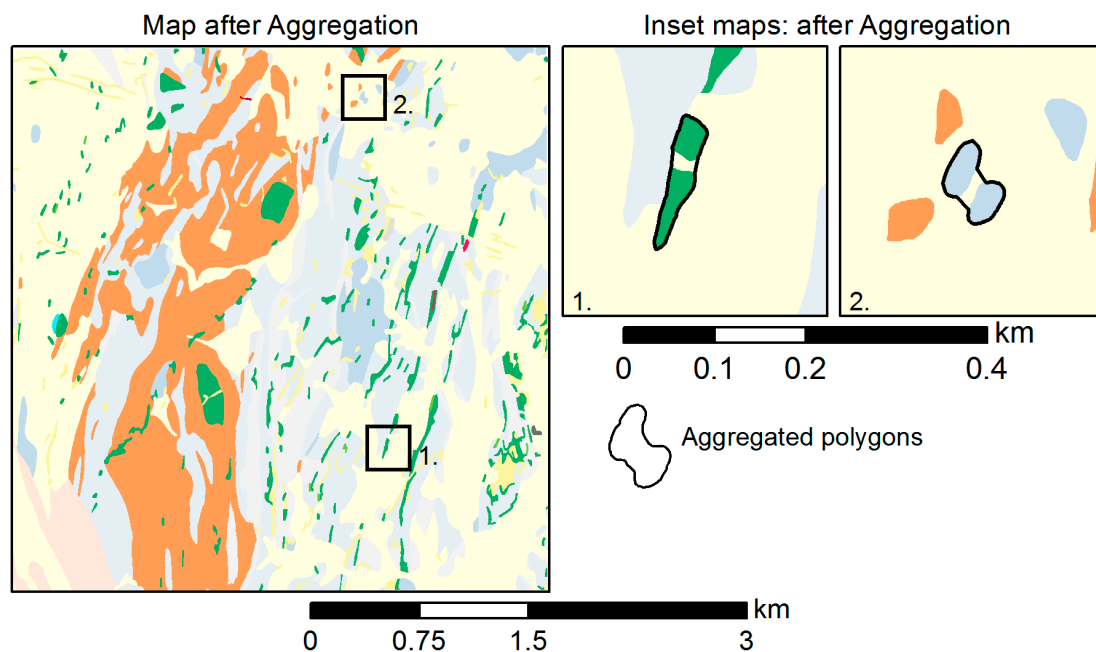 Map after Aggregation
Inset maps: after Aggregation
2.
1.
1.
2.
km
0 0.1 0.2 0.4
Aggregated polygons
km
0 0.75 1.5 3